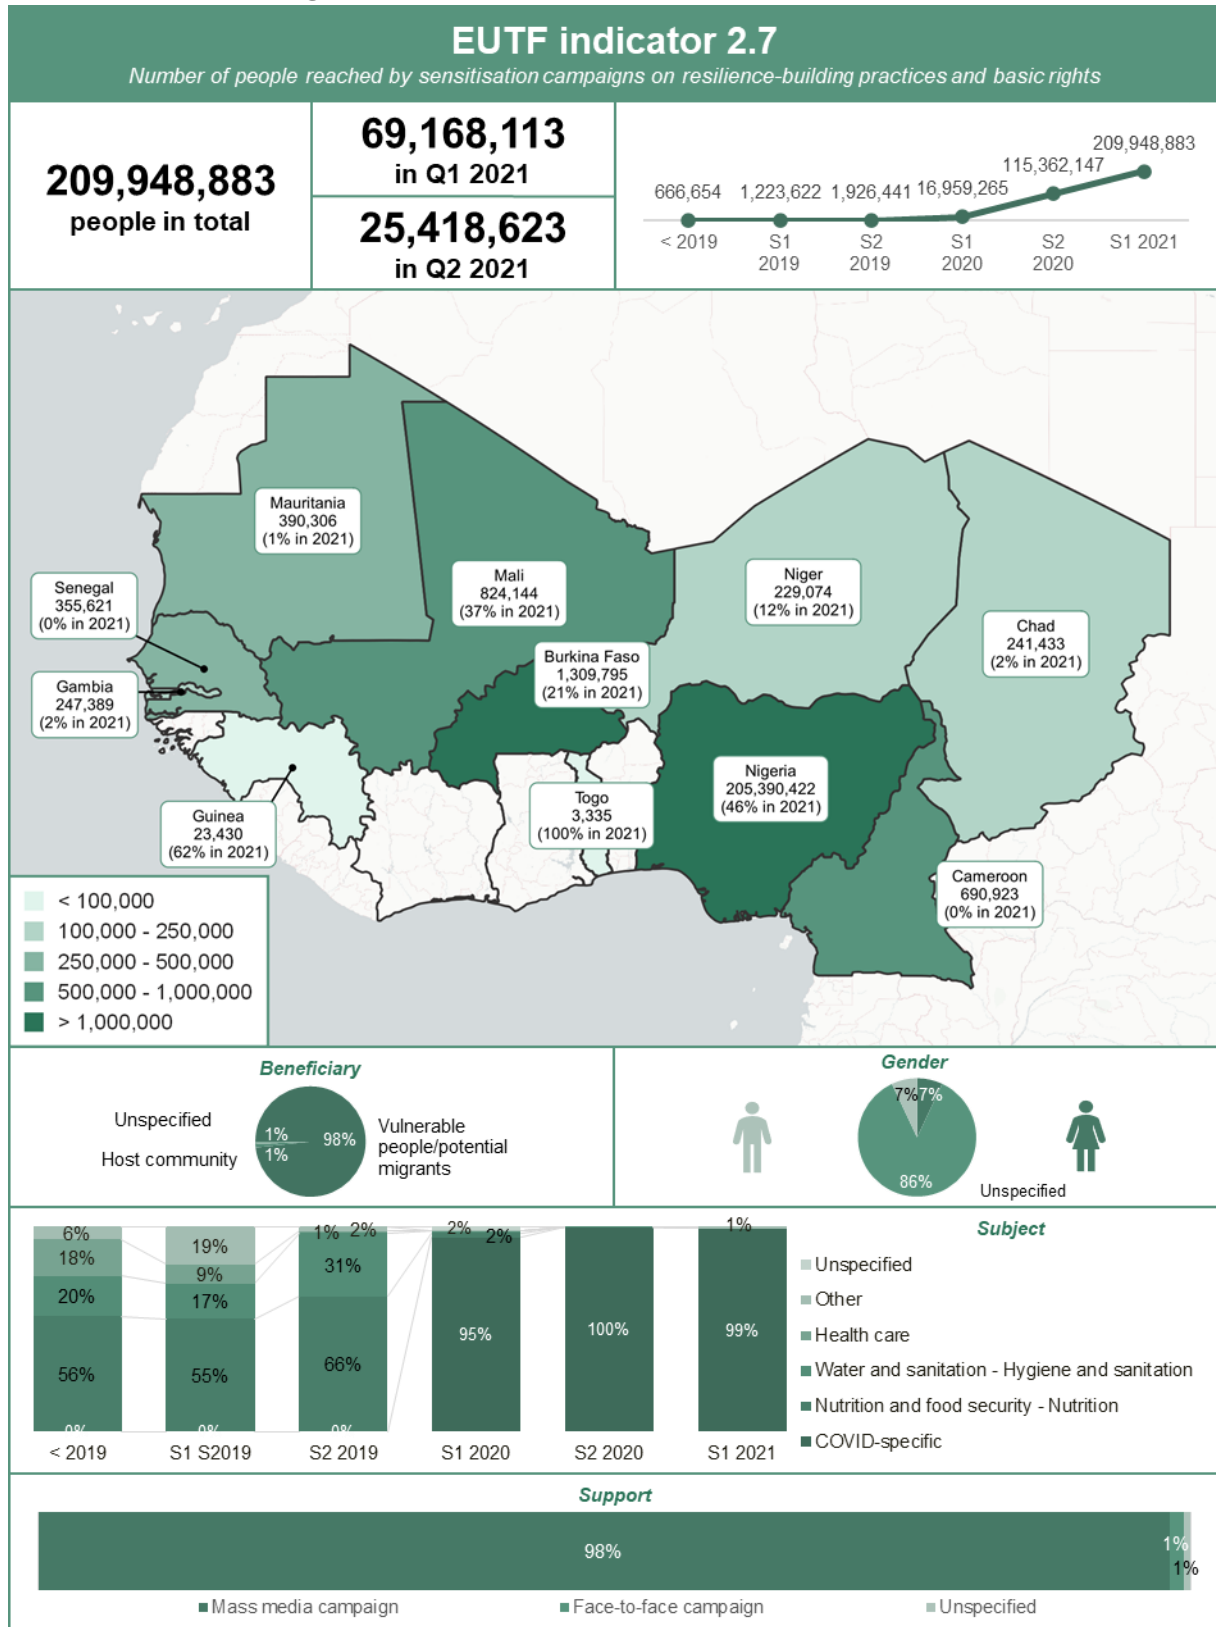 EUTF indicator 2.7
Number of people reached by sensitisation campaigns on resilience-building practices and basic rights
209,948,883
people in total
69,168,113
in Q1 2021
25,418,623
in Q2 2021
666,654
1,223,622
1,926,441
16,959,265
115,362,147
209,948,883
< 2019
S1
2019
S2
2019
S1
2020
S2
2020
S1 2021
Mauritania
390,306
(1% in 2021)
Senegal
355,621
(0% in 2021)
Mali
824,144
(37% in 2021)
Niger
229,074
(12% in 2021)
Chad
241,433
(2% in 2021)
Burkina Faso
1,309,795
(21% in 2021)
Gambia
247,389
(2% in 2021)
Nigeria
205,390,422
(46% in 2021)
Togo
3,335
(100% in 2021)
Guinea
23,430
(62% in 2021)
Cameroon
690,923
(0% in 2021)
< 100,000
100,000 - 250,000
250,000 - 500,000
500,000 - 1,000,000
> 1,000,000
Beneficiary
Unspecified
Host community
1%
1%
98%
Vulnerable
people/potential
migrants
Gender
7%
7%
86%
Unspecified
Subject
6%
18%
20%
56%
0%
19%
9%
17%
55%
0%
1%
2%
31%
66%
0%
2%
2%
95%
100%
1%
99%
< 2019
S1 S2019
S2 2019
S1 2020
S2 2020
S1 2021
Unspecified
Other
Health care
Water and sanitation - Hygiene and sanitation
Nutrition and food security - Nutrition
COVID-specific
Support
98%
1%
1%
Mass media campaign
Face-to-face campaign
Unspecified